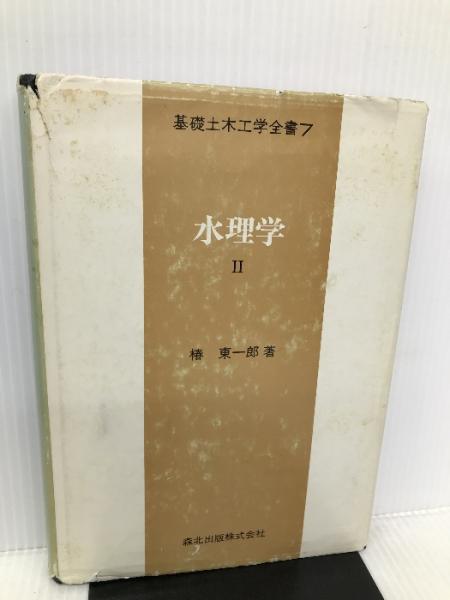 基礎土木工学全書7
水理学
II
椿 東一郎著
森北出版株式会社